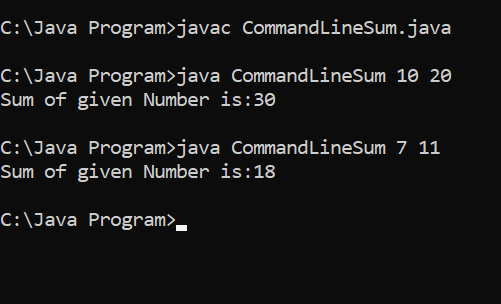 C:\Java Program>javac CommandLineSum.java
C:\Java Program>java CommandLineSum 10 20
Sum of given Number is:30
C:\Java Program>java CommandLineSum 7 11
Sum of given Number is:18
C:\Java Program>